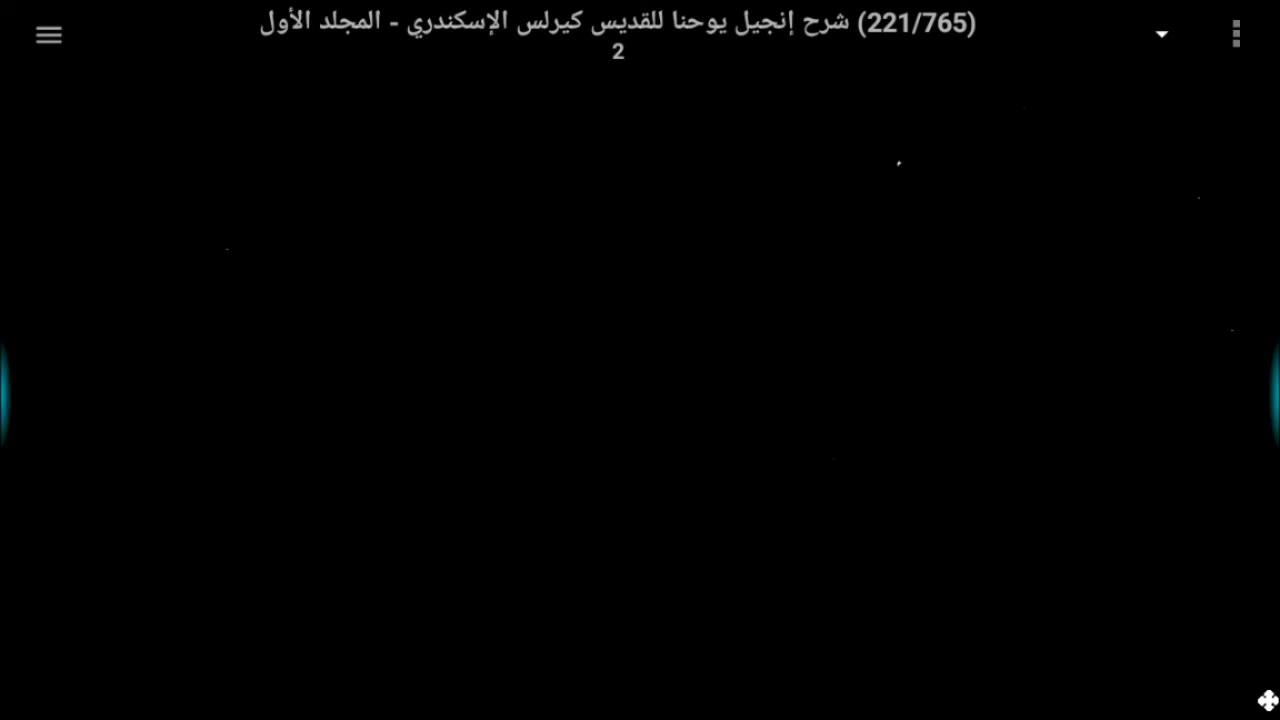 (221/765) شرح إنجيل يوحنا للقديس كيرلس الإسكندري - المجلد الأول
2